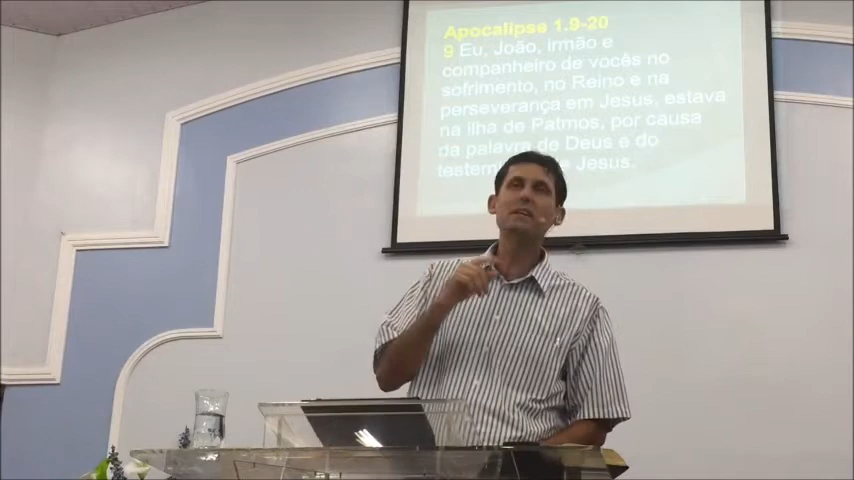 Apocalipse 1.9-20
9 Eu, João, irmão e
companheiro de vocês no
sofrimento, no Reino e na
perseverança em Jesus, estava
na ilha de Patmos, por causa
da palavra de Deus e do
de Jesus.